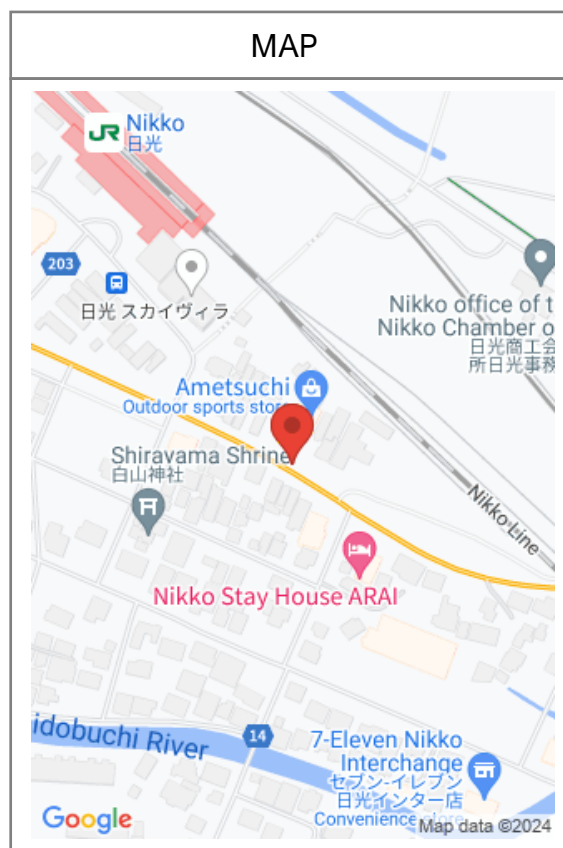 MAP
Nikko
日光
JR
203
日光 スカイヴィラ
Nikko office of t
Nikko Chamber o
日光商工会
所日光事務
Ametsuchi
Outdoor sports store
Shirayama Shrine
白山神社
Nikko Line
Nikko Stay House ARAI
idobuchi River
14
7-Eleven Nikko
Interchange
セブン-イレブン
日光インター店
Convenience store
Google
Map data ©2024